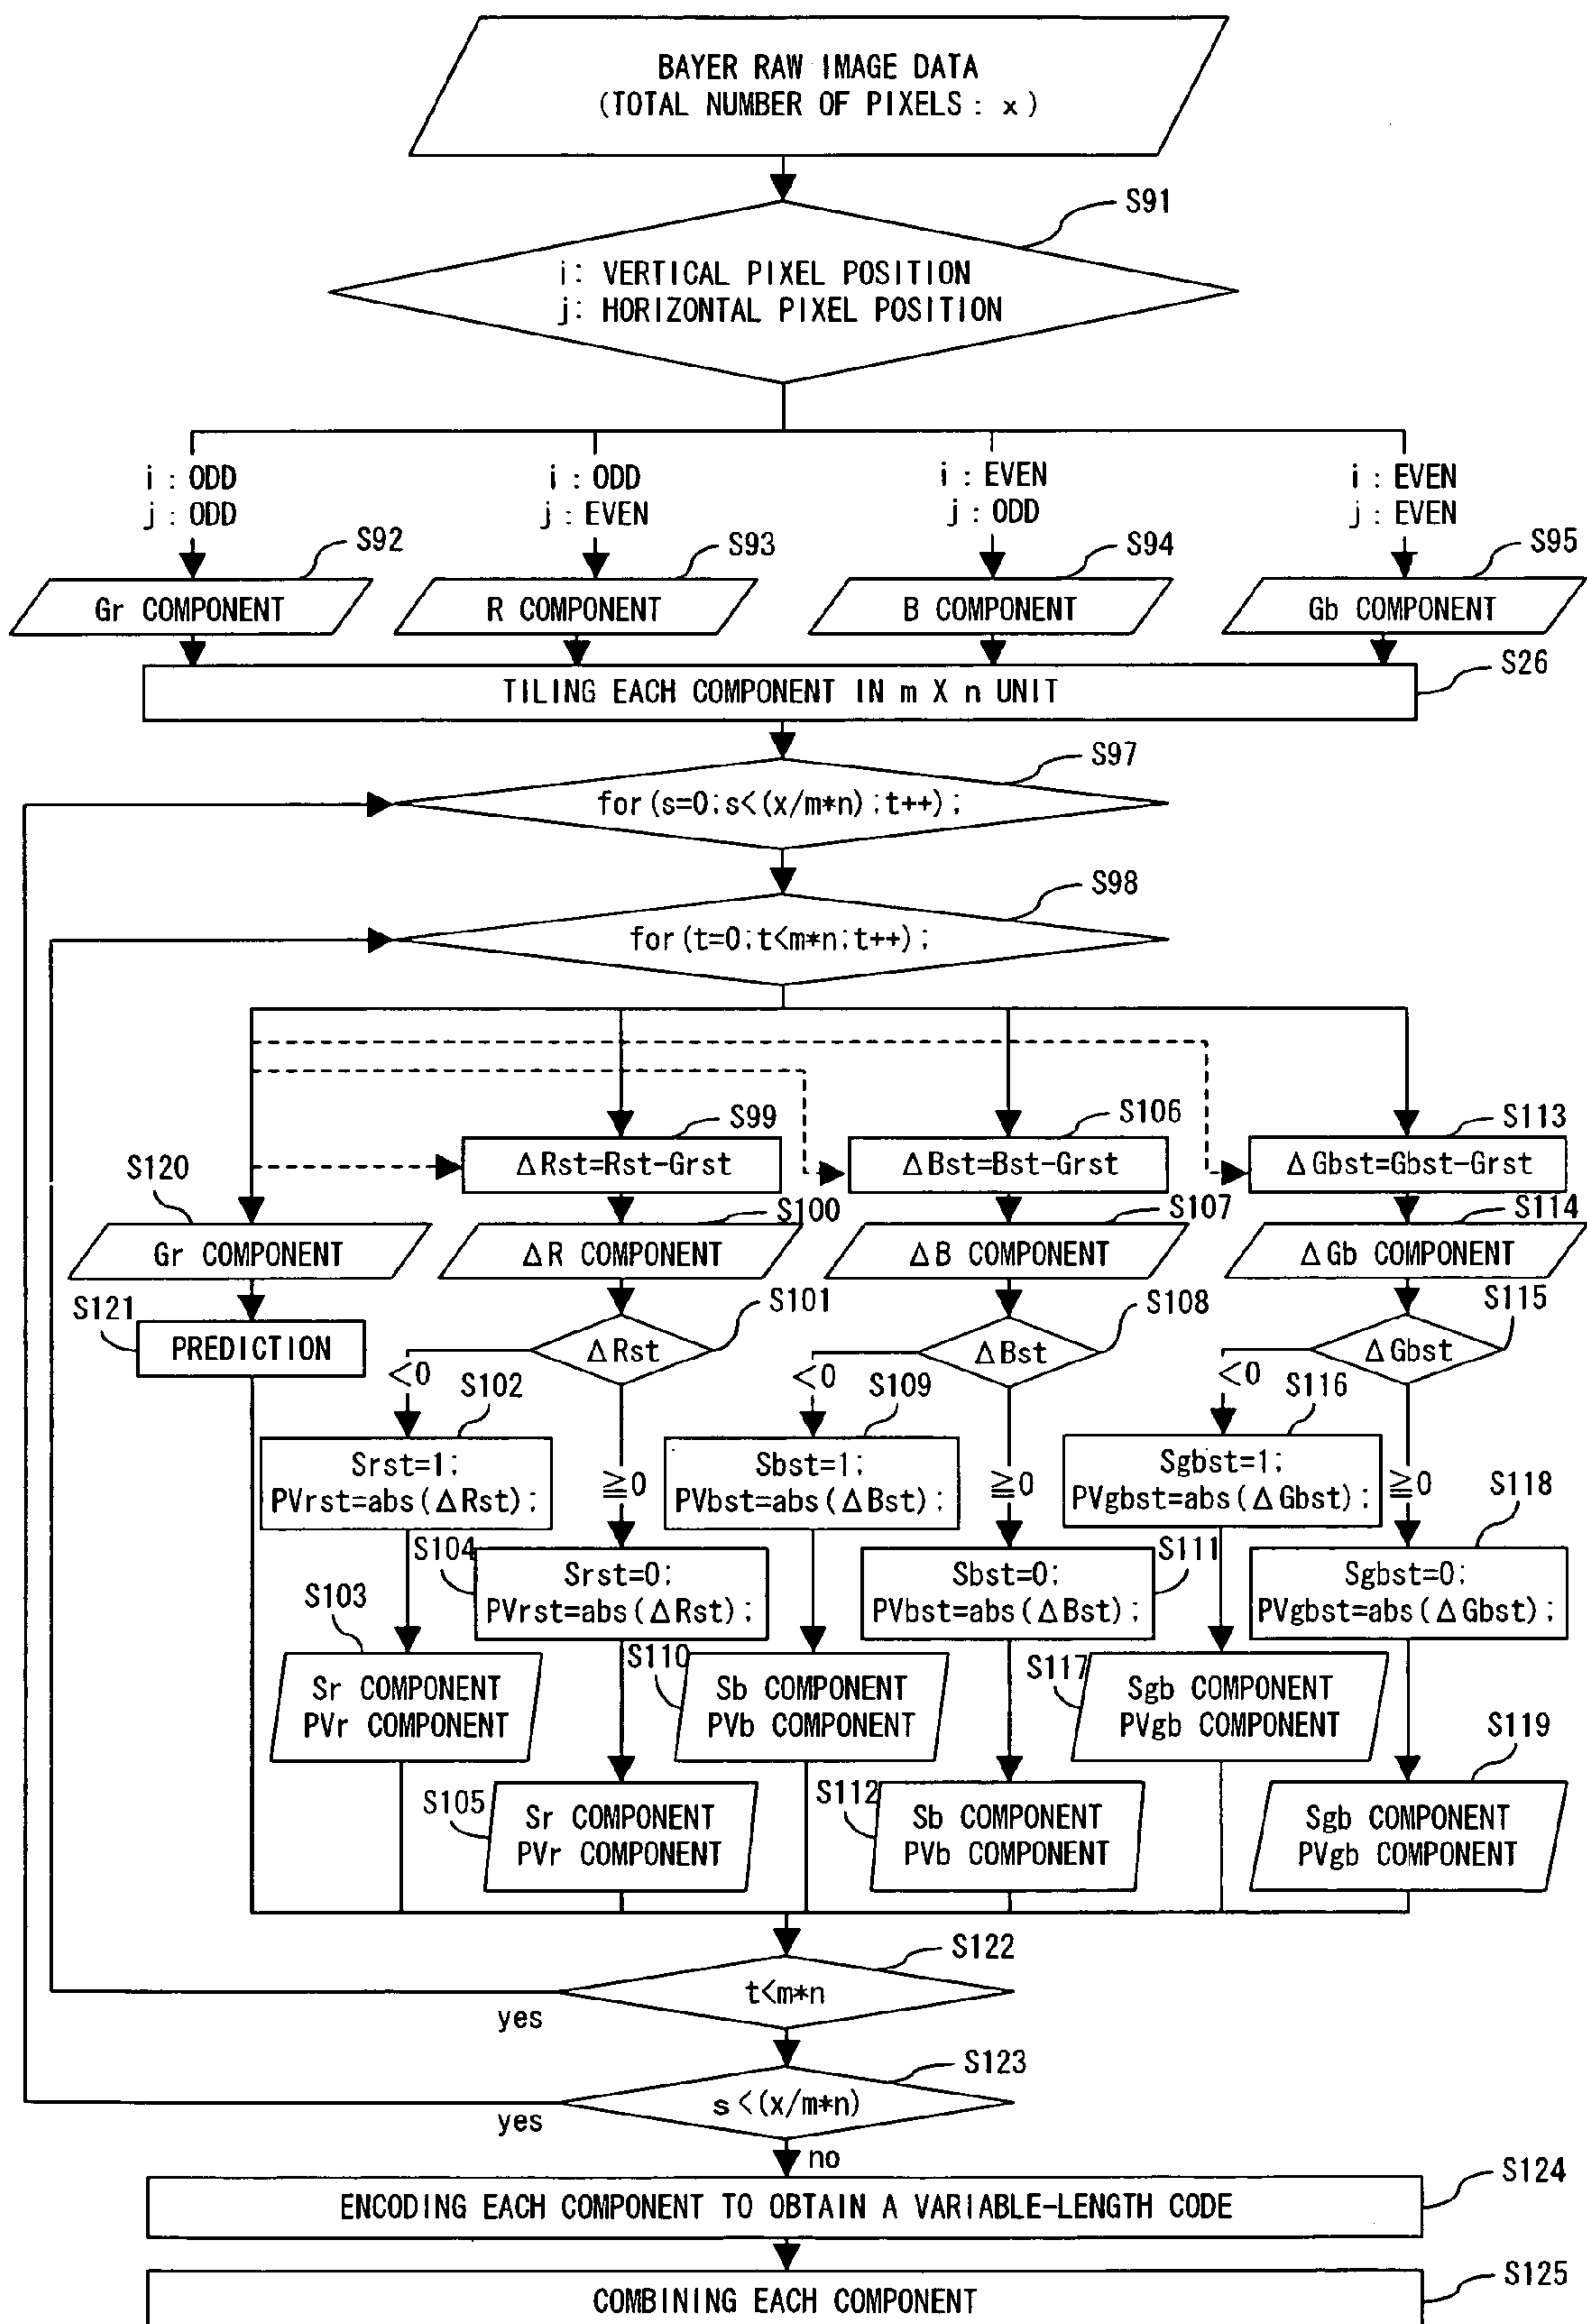 BAYER RAW IMAGE DATA
(TOTAL NUMBER OF PIXELS : x)
S91
i: VERTICAL PIXEL POSITION
j: HORIZONTAL PIXEL POSITION
i : ODD
j : ODD
i : ODD
j : EVEN
i : EVEN
j : ODD
i : EVEN
j : EVEN
S92
S93
S94
S95
Gr COMPONENT
R COMPONENT
B COMPONENT
Gb COMPONENT
S26
TILING EACH COMPONENT IN m X n UNIT
S97
for(s=0;s<(x/m*n);t++);
S98
for(t=0;t<m*n;t++);
S99
S106
S113
ΔRst=Rst-Grst
ΔBst=Bst-Grst
ΔGbst=Gbst-Grst
S120
S100
S107
S114
Gr COMPONENT
ΔR COMPONENT
ΔB COMPONENT
ΔGb COMPONENT
S121
S101
S108
S115
PREDICTION
ΔRst
ΔBst
ΔGbst
<0
<0
<0
S102
S109
S116
Srst=1;
PVrst=abs(ΔRst);
≧0
Sbst=1;
PVbst=abs(ΔBst);
≧0
Sgbst=1;
PVgbst=abs(ΔGbst);
≧0
S104
S111
S118
Srst=0;
PVrst=abs(ΔRst);
Sbst=0;
PVbst=abs(ΔBst);
Sgbst=0;
PVgbst=abs(ΔGbst);
S103
S110
S117
Sr COMPONENT
PVr COMPONENT
Sb COMPONENT
PVb COMPONENT
Sgb COMPONENT
PVgb COMPONENT
S105
S112
S119
Sr COMPONENT
PVr COMPONENT
Sb COMPONENT
PVb COMPONENT
Sgb COMPONENT
PVgb COMPONENT
S122
t<m*n
yes
S123
s<(x/m*n)
yes
no
S124
ENCODING EACH COMPONENT TO OBTAIN A VARIABLE-LENGTH CODE
S125
COMBINING EACH COMPONENT